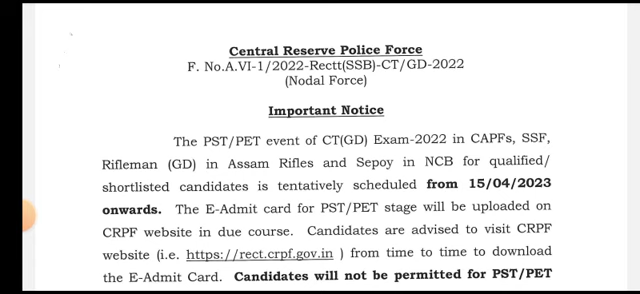 Central Reserve Police Force
F. No.A.VI-1/2022-Rectt(SSB)-CT/GD-2022
(Nodal Force)
Important Notice
The PST/PET event of CT(GD) Exam-2022 in CAPFs, SSF,
Rifleman (GD) in Assam Rifles and Sepoy in NCB for qualified/
shortlisted candidates is tentatively scheduled from 15/04/2023
onwards. The E-Admit card for PST/PET stage will be uploaded on
CRPF website in due course. Candidates are advised to visit CRPF
website (i.e. https://rect.crpf.gov.in ) from time to time to download
the E-Admit Card. Candidates will not be permitted for PST/PET